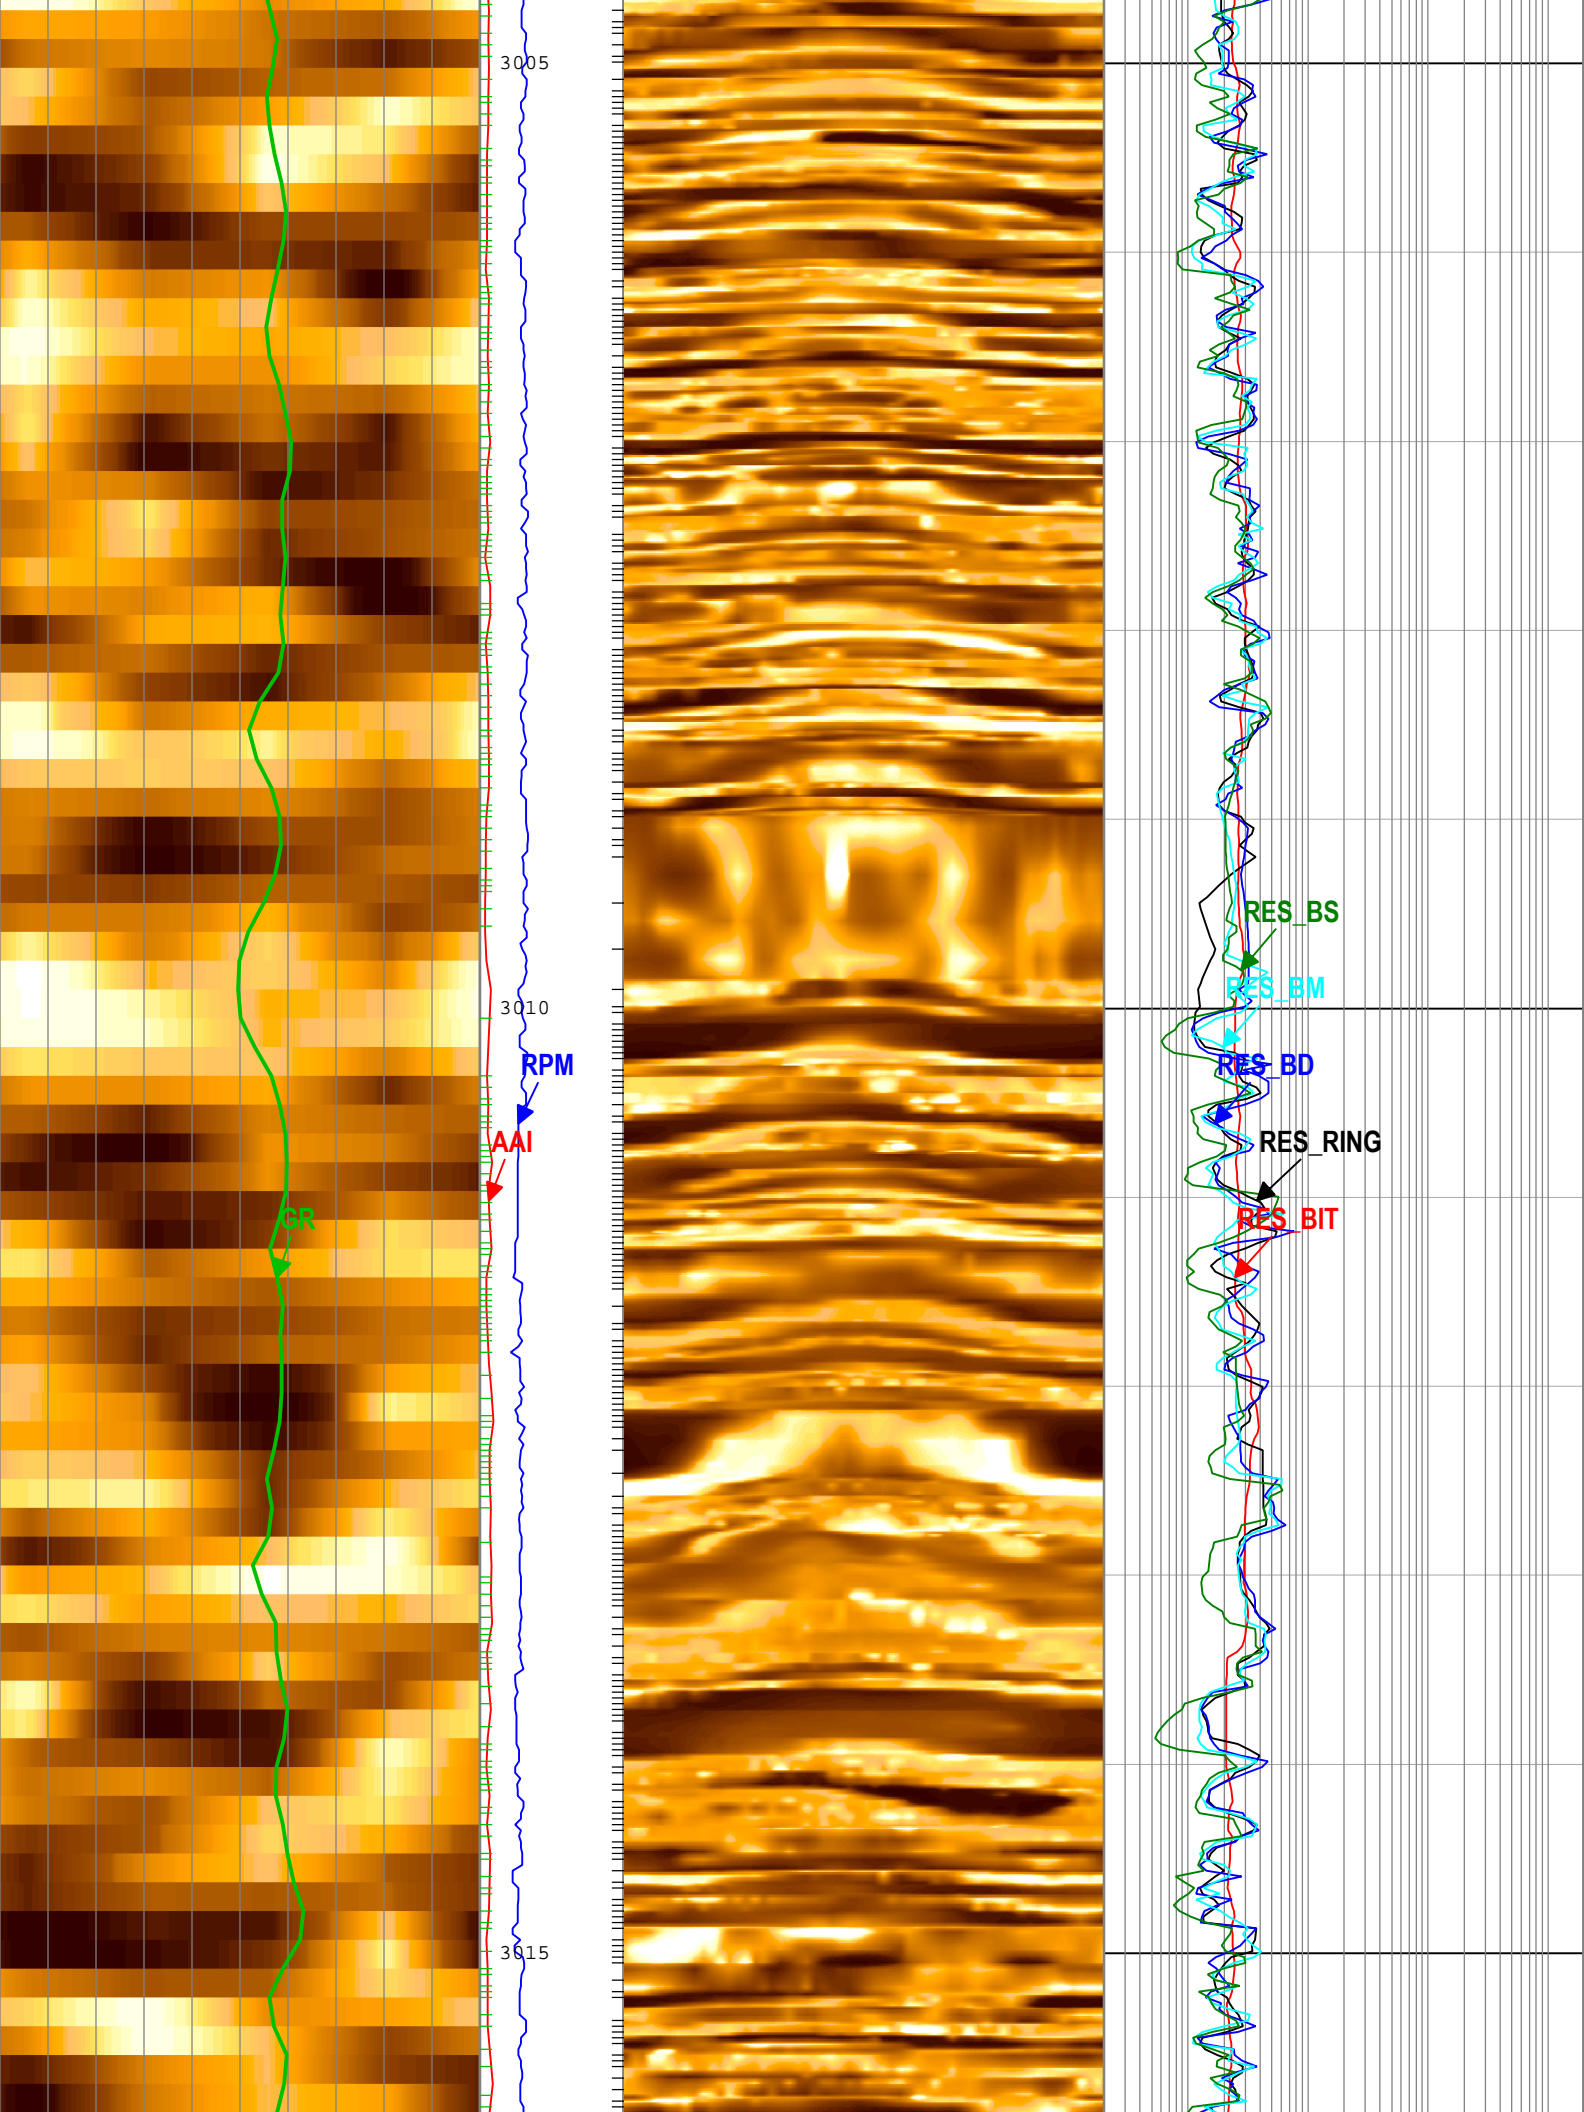 3005
RES_BS
RES_BM
3010
RPM
RES_BD
AAI
RES_RING
GR
RES_BIT
3015